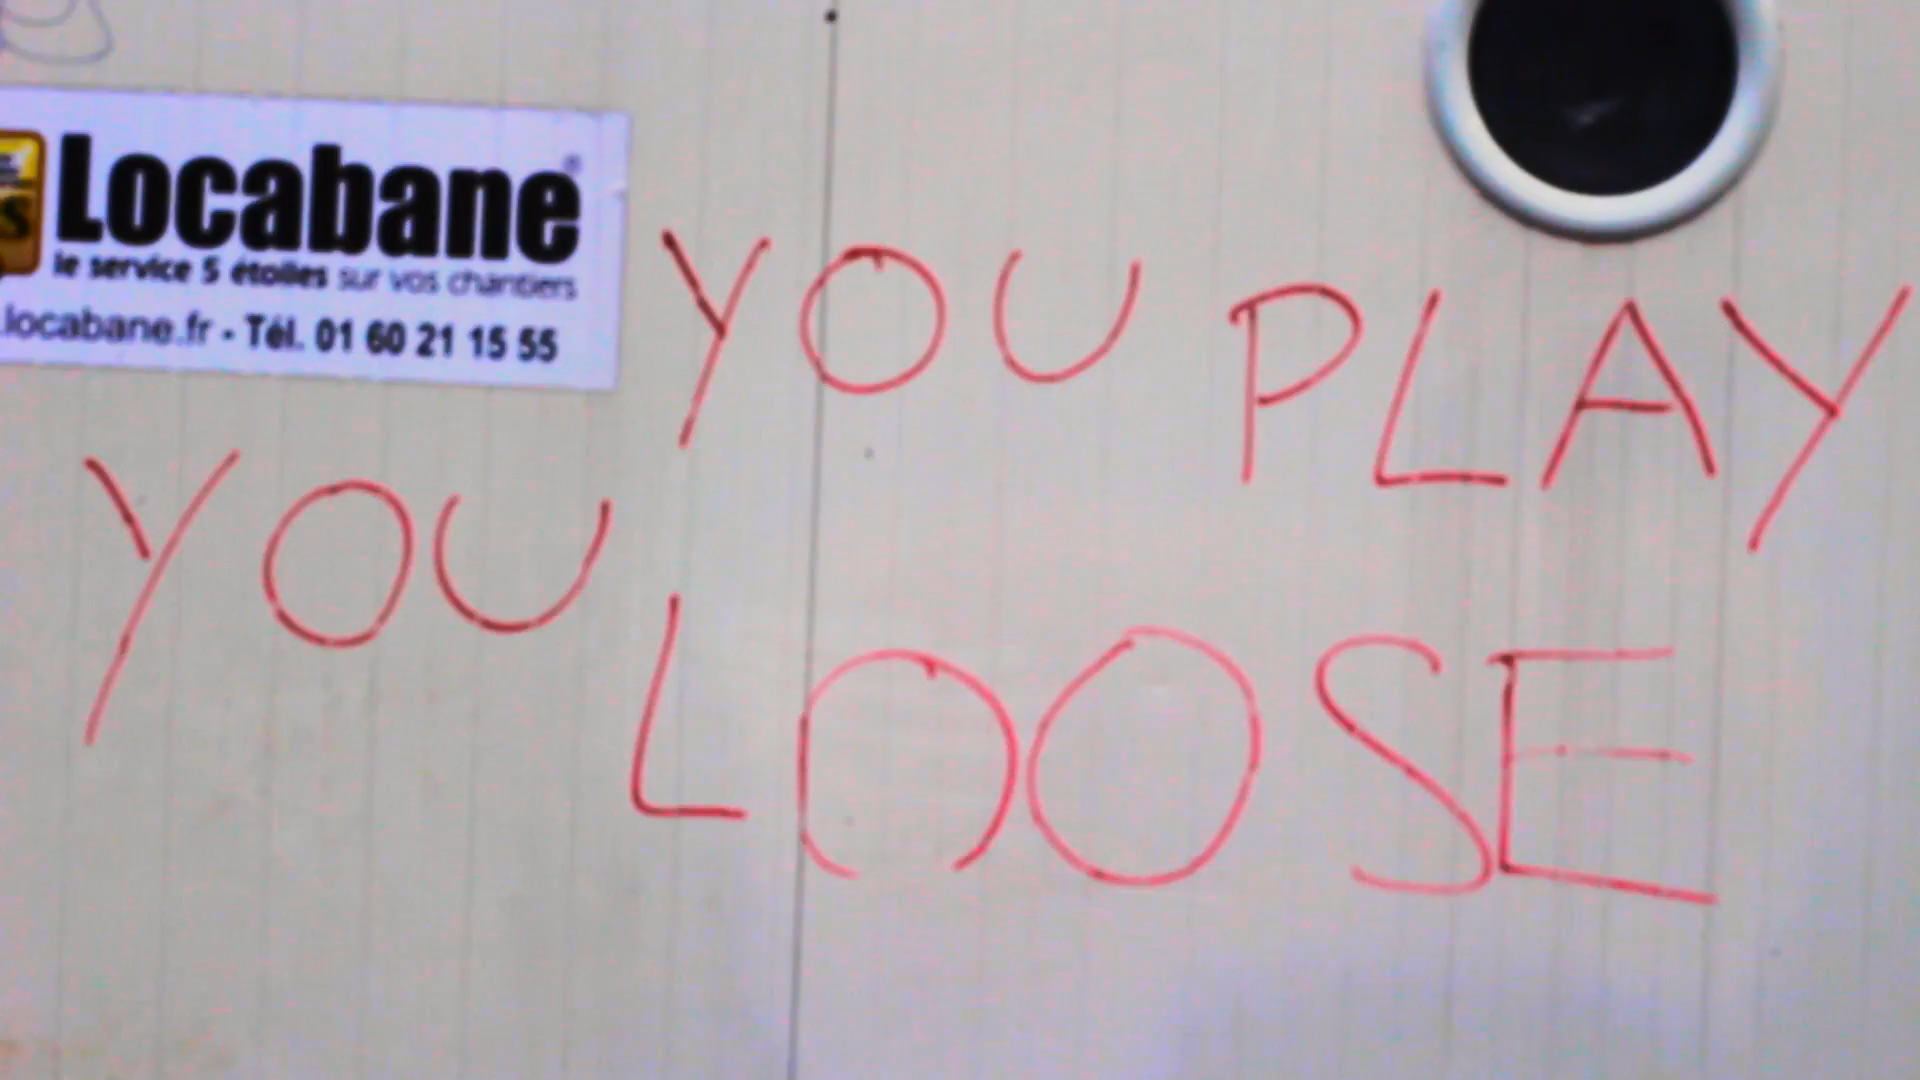 Locabane
le service 5 étoiles sur vos chantiers
.locabane.fr - Tél. 01 60 21 15 55
YOU PLAY
YOU
LOOSE